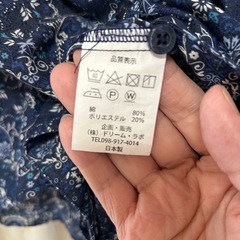 品質表示
綿 80%
ポリエステル 20%
企画・販売
(株)ドリーム・ラボ
TEL098-917-4014
日本製